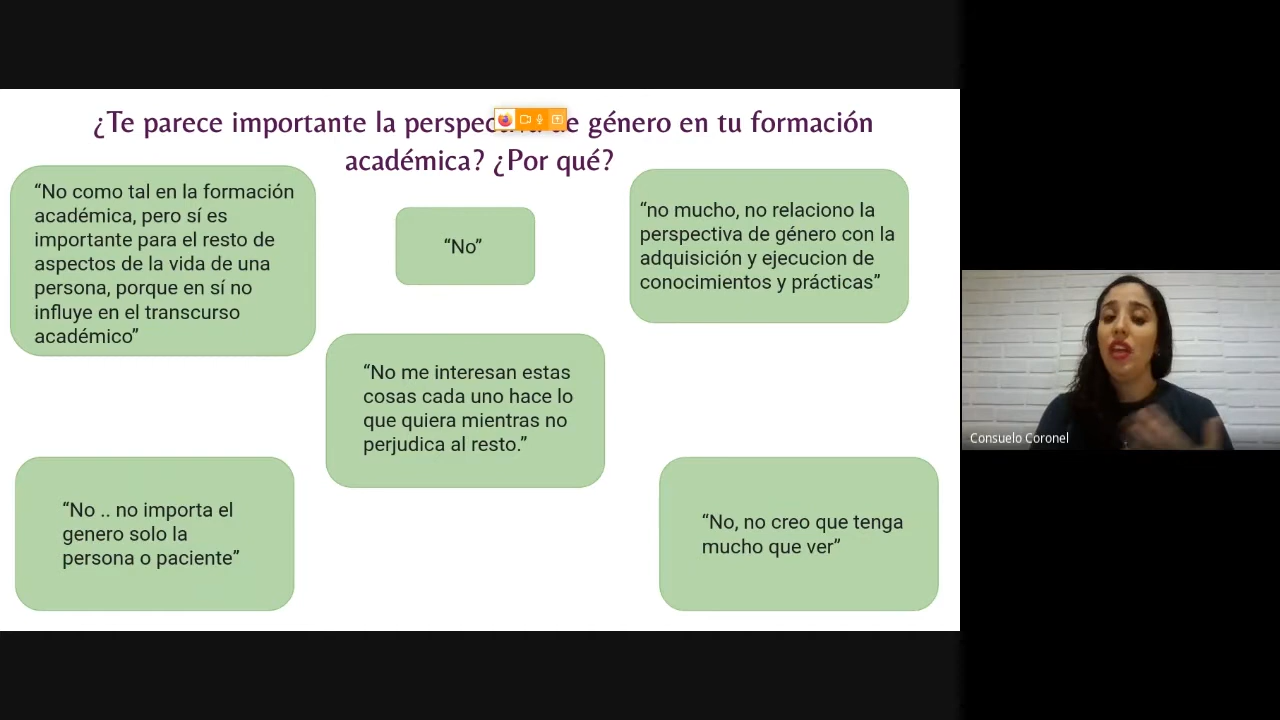 ¿Te parece importante la perspectiva de género en tu formación
académica? ¿Por qué?
“No como tal en la formación
académica, pero sí es
importante para el resto de
aspectos de la vida de una
persona, porque en sí no
influye en el transcurso
académico”
“No”
“no mucho, no relaciono la
perspectiva de género con la
adquisición y ejecucion de
conocimientos y prácticas”
“No me interesan estas
cosas cada uno hace lo
que quiera mientras no
perjudica al resto.”
“No .. no importa el
genero solo la
persona o paciente”
“No, no creo que tenga
mucho que ver”
Consuelo Coronel